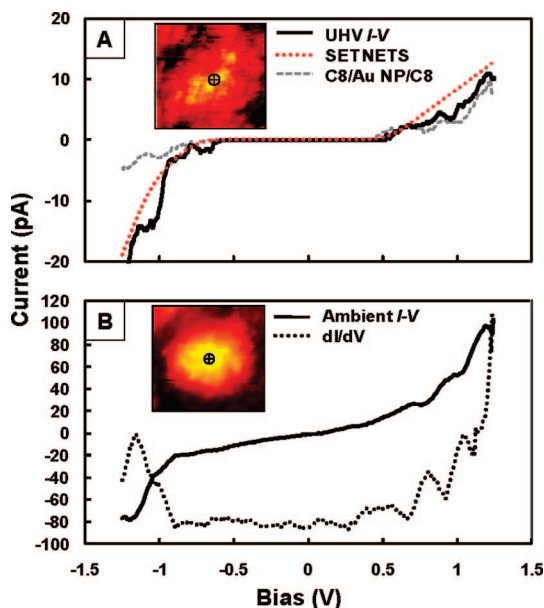 A
UHV I-V
SETNETS
C8/Au NP/C8
20
10
0
-10
-20
Current (pA)
B
Ambient I-V
dI/dV
120
100
80
60
40
20
0
-20
-40
-60
-80
-100
-1.5 -1 -0.5 0 0.5 1 1.5
Bias (V)